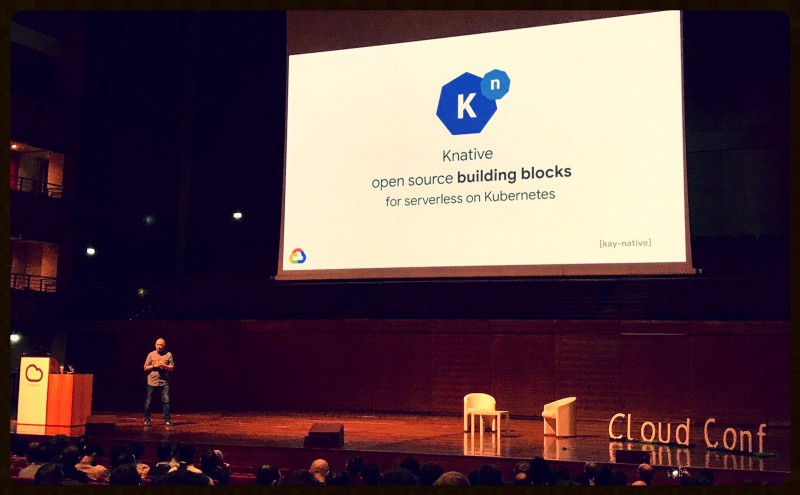 K n
Knative
open source building blocks
for serverless on Kubernetes
[kay-native]
Cloud Conf